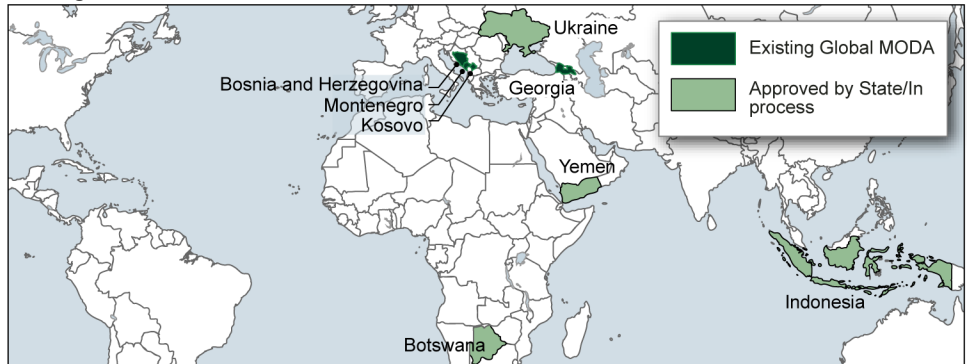 Ukraine
Existing Global MODA
Approved by State/In
process
Bosnia and Herzegovina
Montenegro
Kosovo
Georgia
Yemen
Indonesia
Botswana